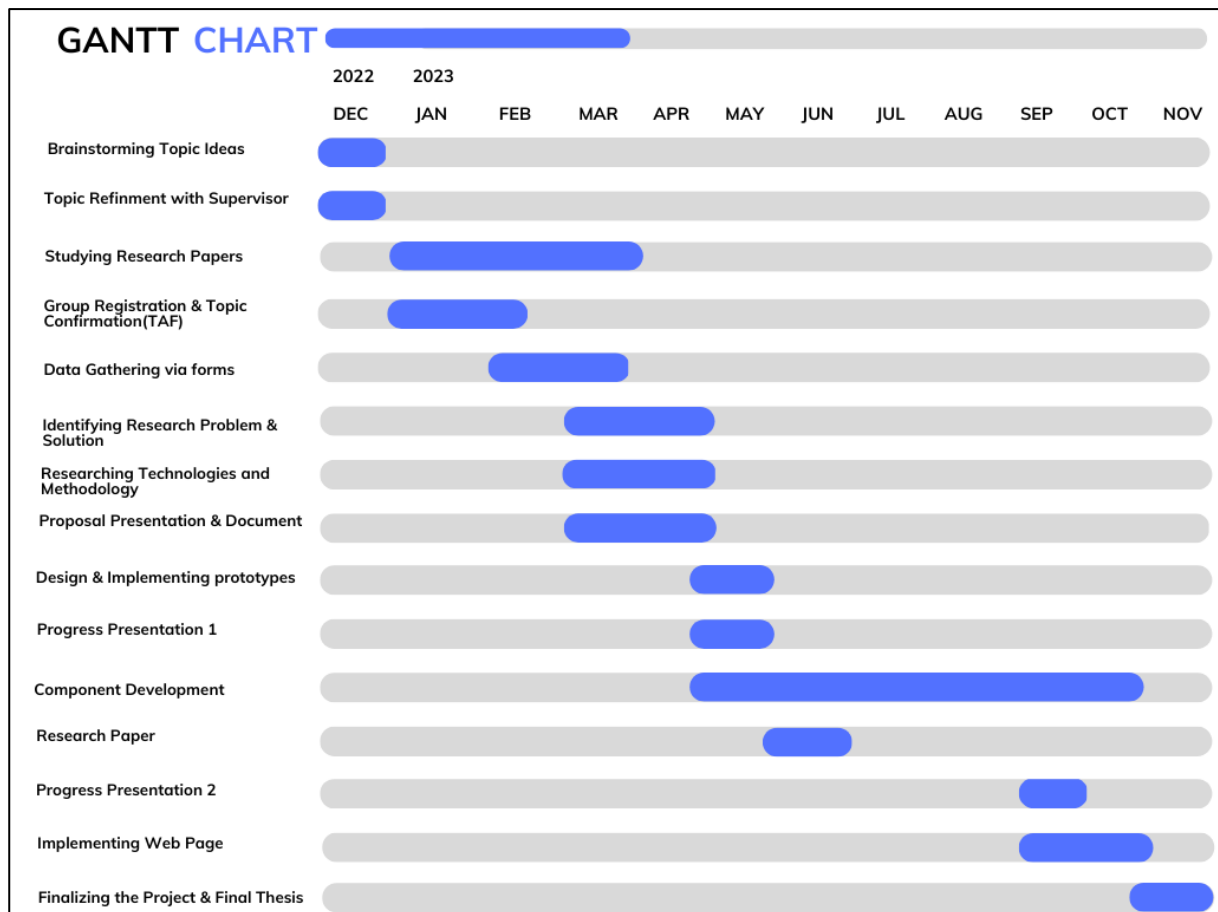 GANTT CHART
2022 2023
DEC JAN FEB MAR APR MAY JUN JUL AUG SEP OCT NOV
Brainstorming Topic Ideas
Topic Refinment with Supervisor
Studying Research Papers
Group Registration & Topic
Confirmation(TAF)
Data Gathering via forms
Identifying Research Problem &
Solution
Researching Technologies and
Methodology
Proposal Presentation & Document
Design & Implementing prototypes
Progress Presentation 1
Component Development
Research Paper
Progress Presentation 2
Implementing Web Page
Finalizing the Project & Final Thesis